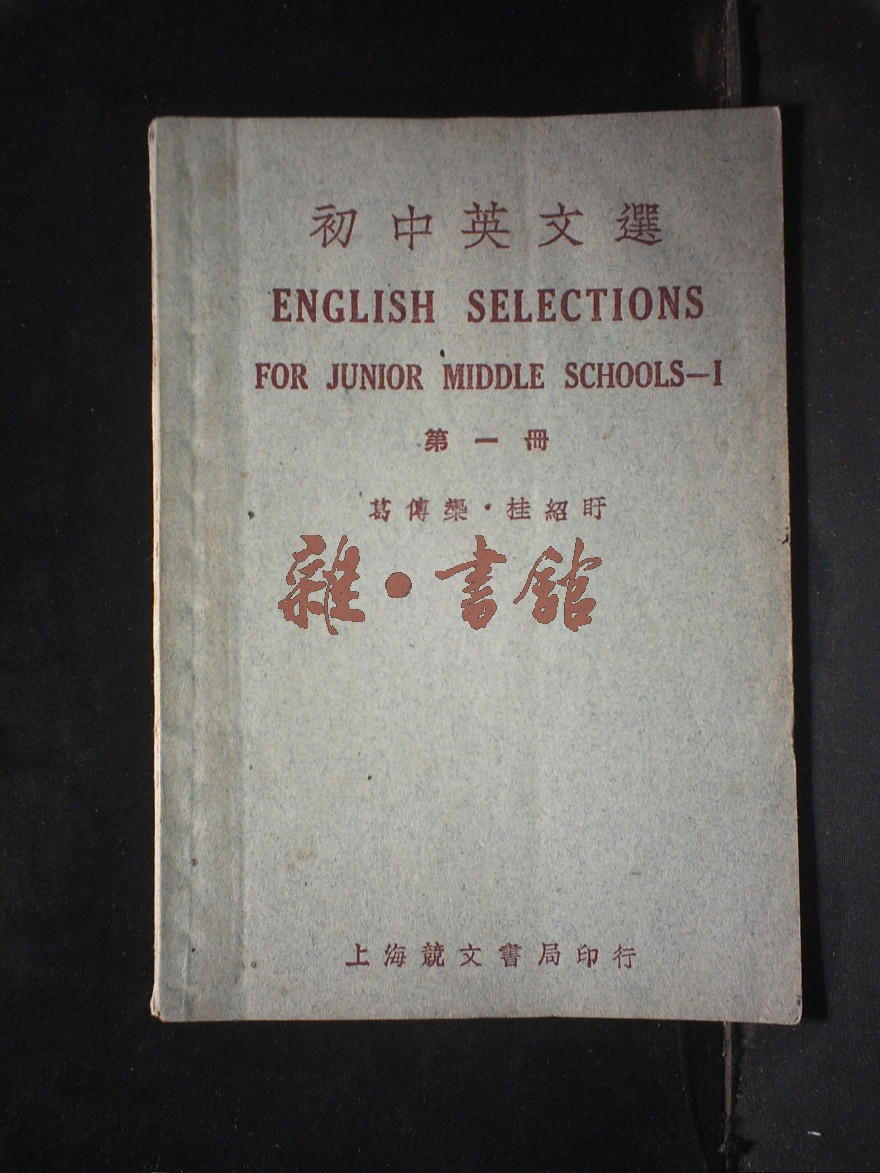 初中英文選
ENGLISH SELECTIONS
FOR JUNIOR MIDDLE SCHOOLS—I
第一冊
葛傳槼·桂紹盱
雜·書館
上海競文書局印行